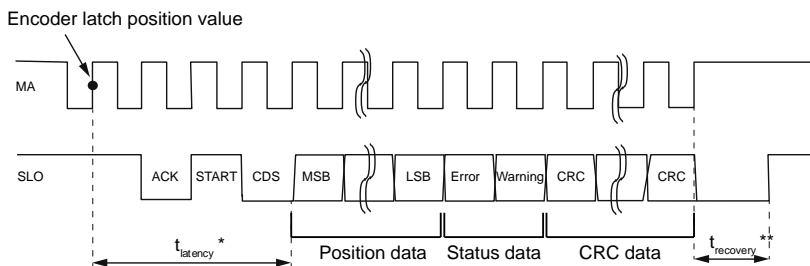 Encoder latch position value
MA
SLO
ACK START CDS MSB LSB Error Warning CRC CRC
Position data Status data CRC data
tlatency * trecovery **